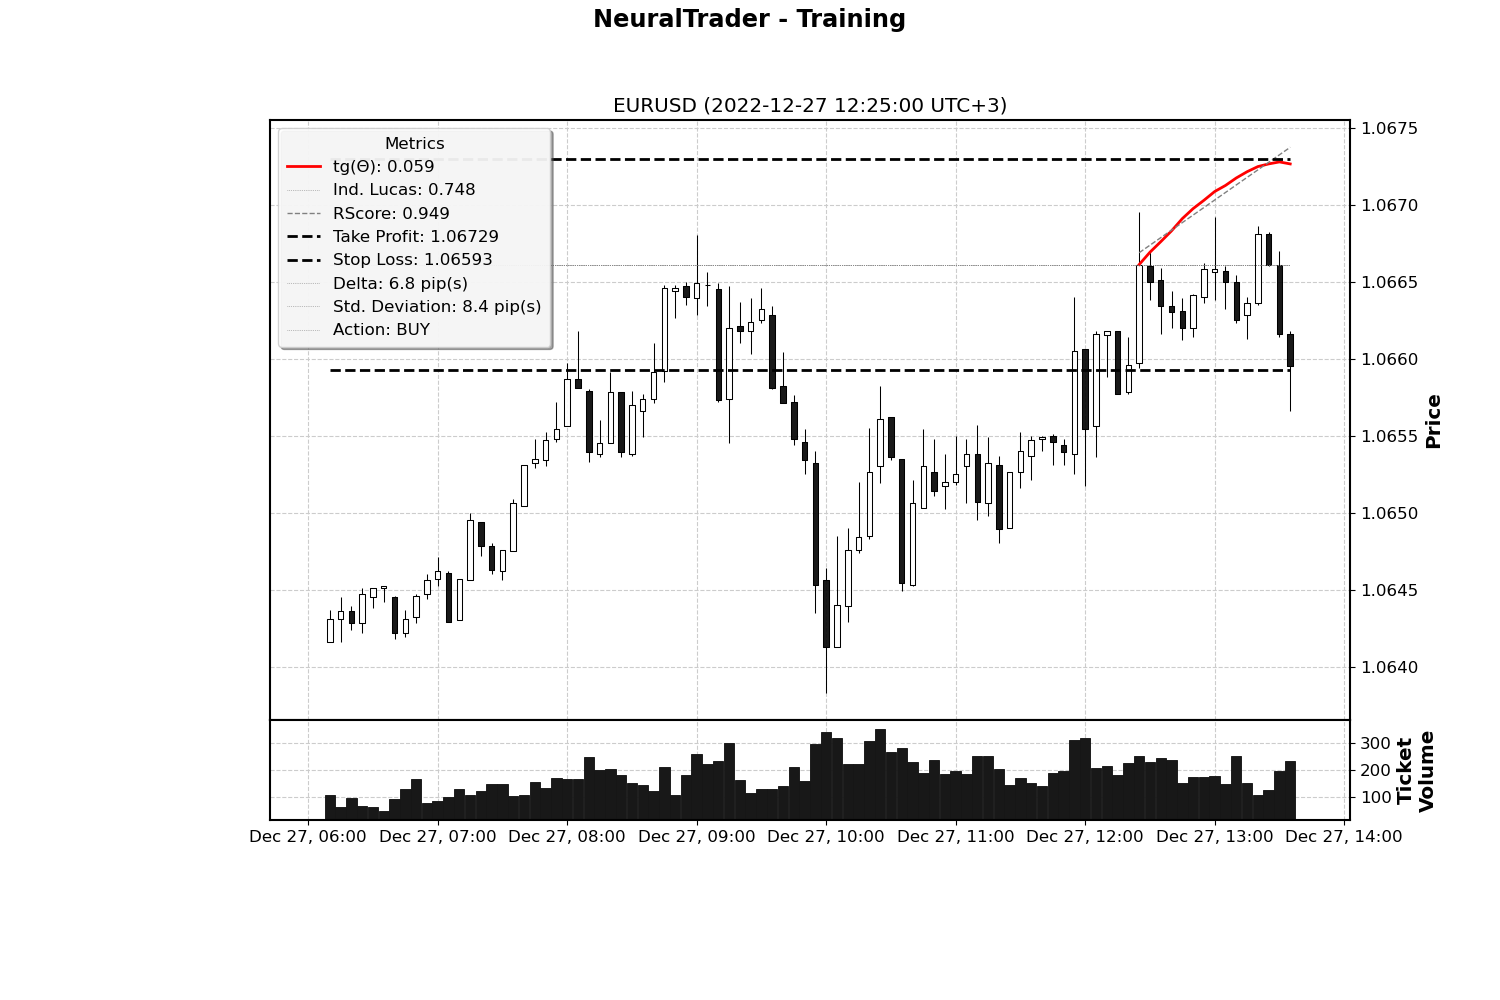 NeuralTrader - Training
EURUSD (2022-12-27 12:25:00 UTC+3)
Metrics
tg(Θ): 0.059
Ind. Lucas: 0.748
RScore: 0.949
Take Profit: 1.06729
Stop Loss: 1.06593
Delta: 6.8 pip(s)
Std. Deviation: 8.4 pip(s)
Action: BUY
1.0675
1.0670
1.0665
1.0660
1.0655
1.0650
1.0645
1.0640
Price
300
200
100
Ticket
Volume
Dec 27, 06:00
Dec 27, 07:00
Dec 27, 08:00
Dec 27, 09:00
Dec 27, 10:00
Dec 27, 11:00
Dec 27, 12:00
Dec 27, 13:00
Dec 27, 14:00